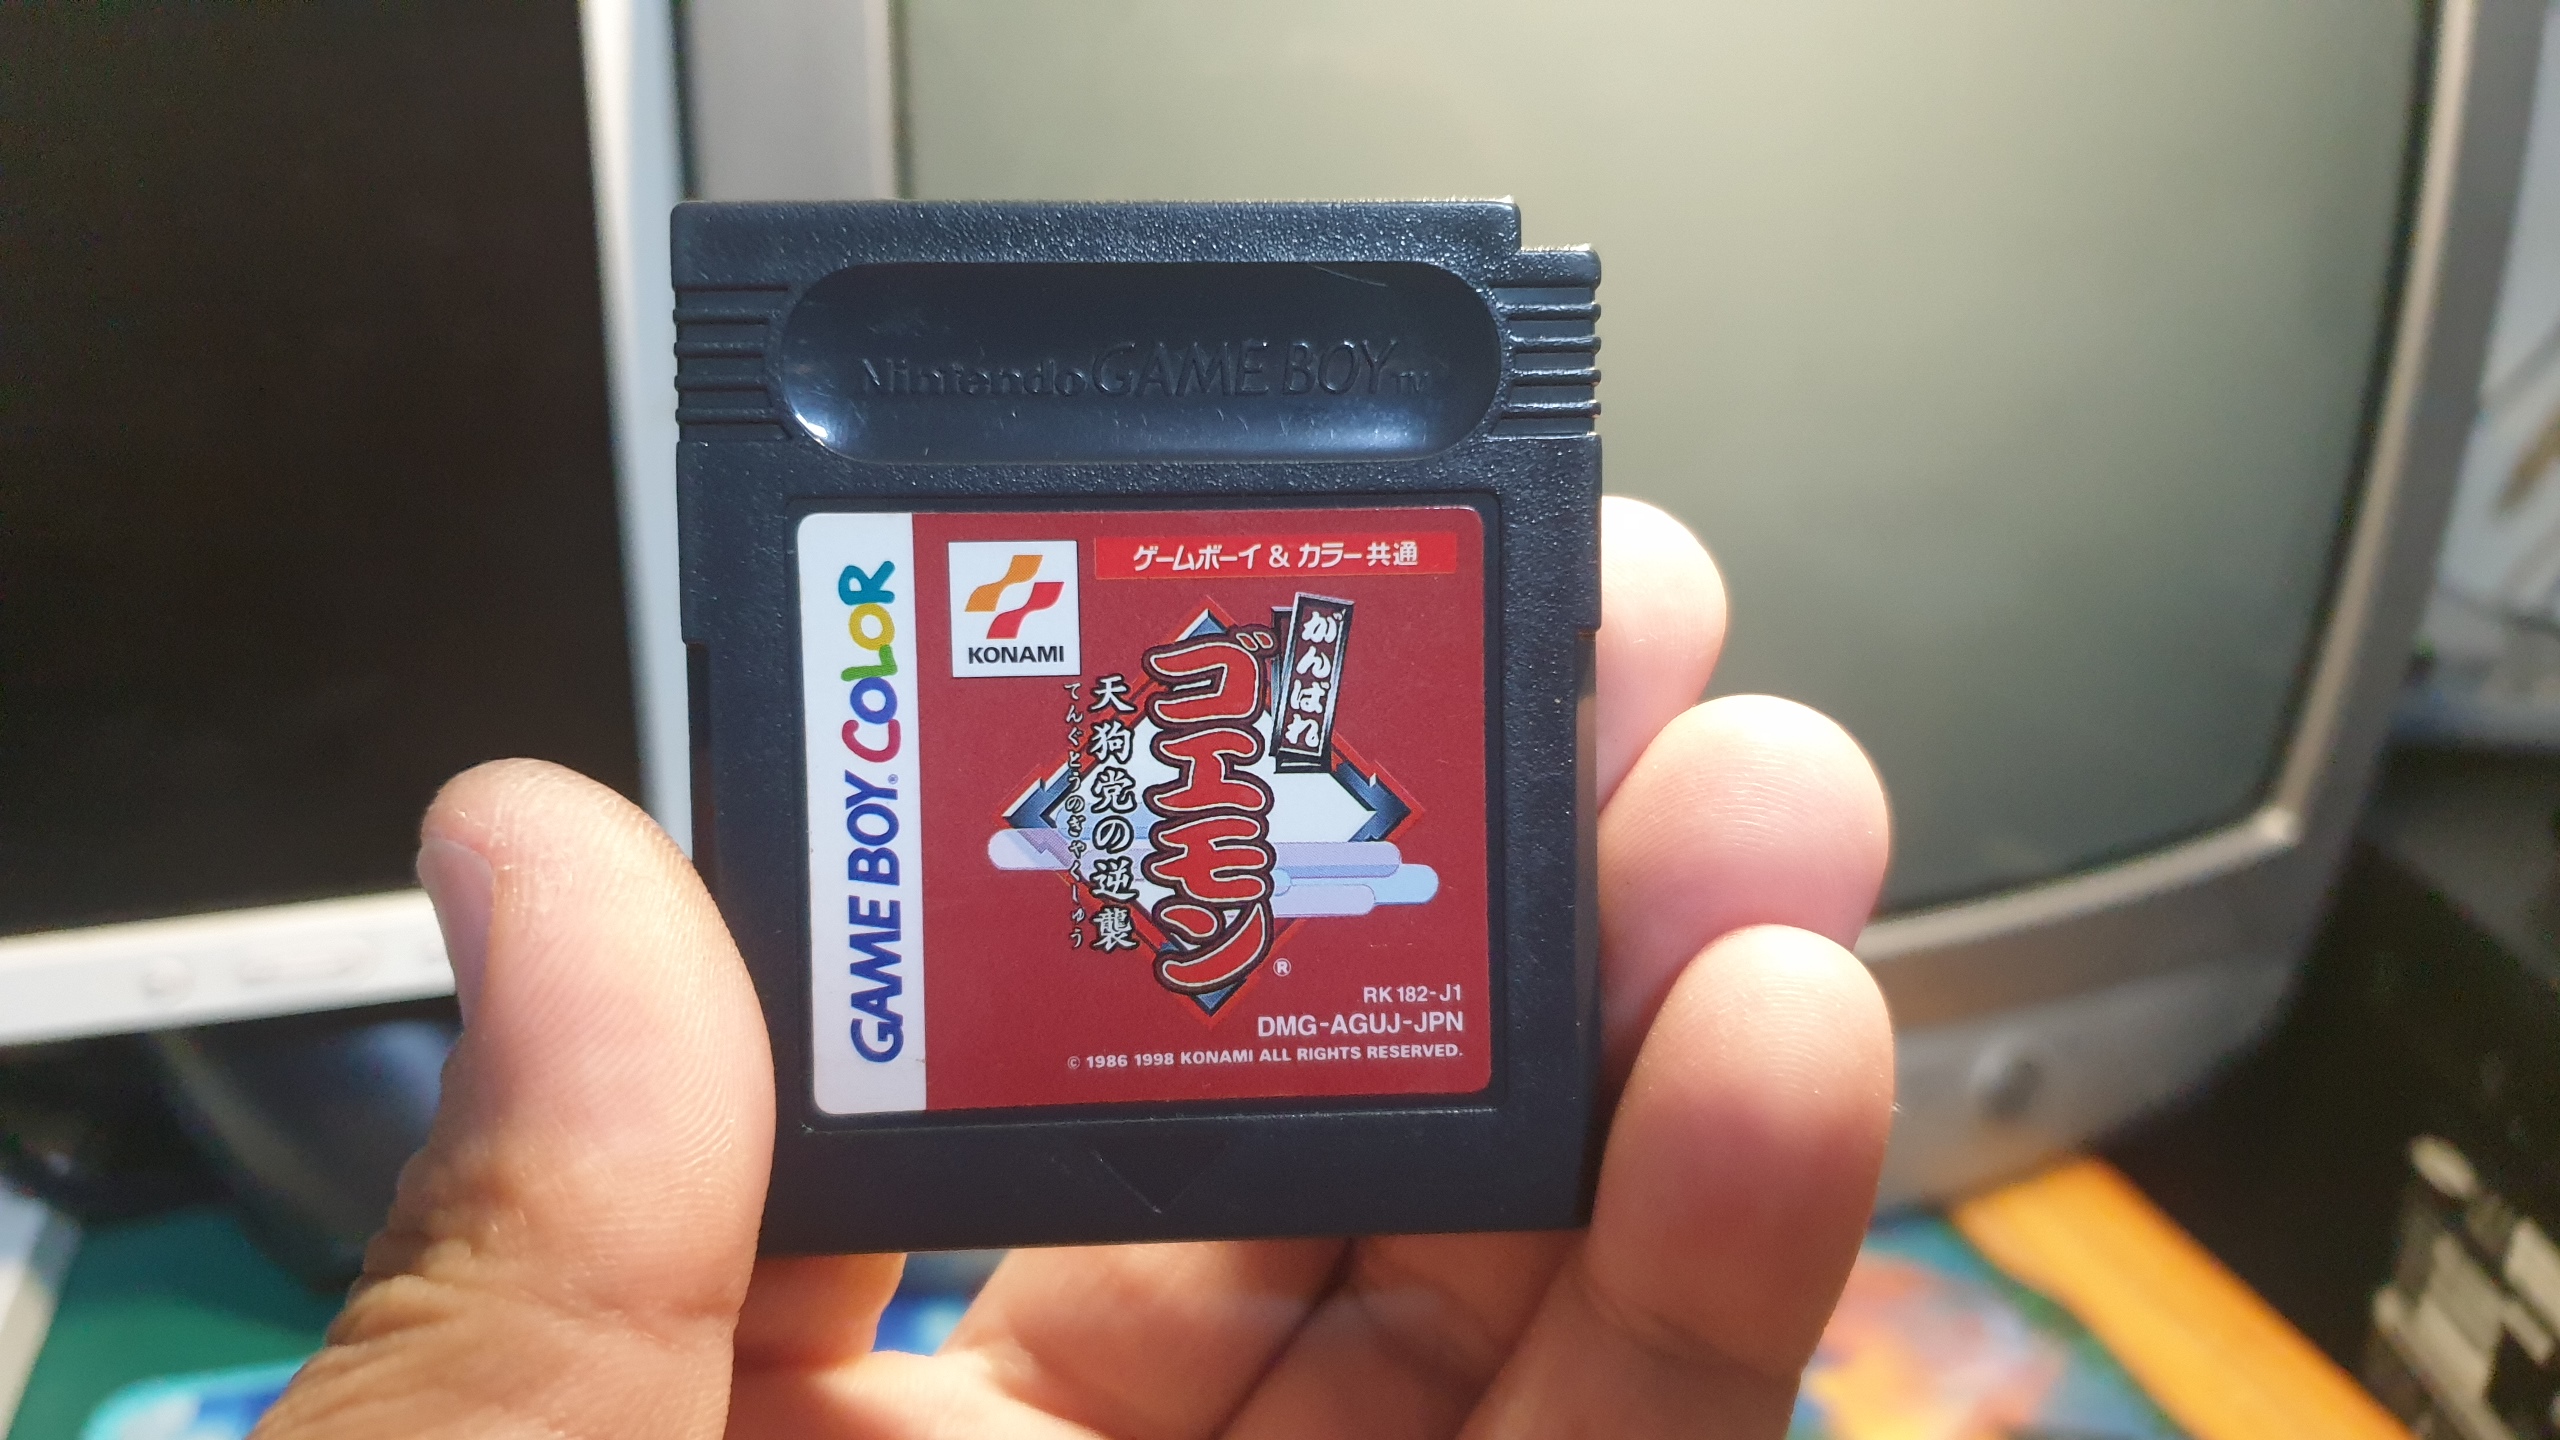 Nintendo GAME BOY TM
GAME BOY® COLOR
KONAMI
ゲームボーイ & カラー共通
がんばれ
ゴエモン
天狗党の逆襲
てんぐとうのぎゃくしゅう
®
RK182-J1
DMG-AGUJ-JPN
© 1986 1998 KONAMI ALL RIGHTS RESERVED.